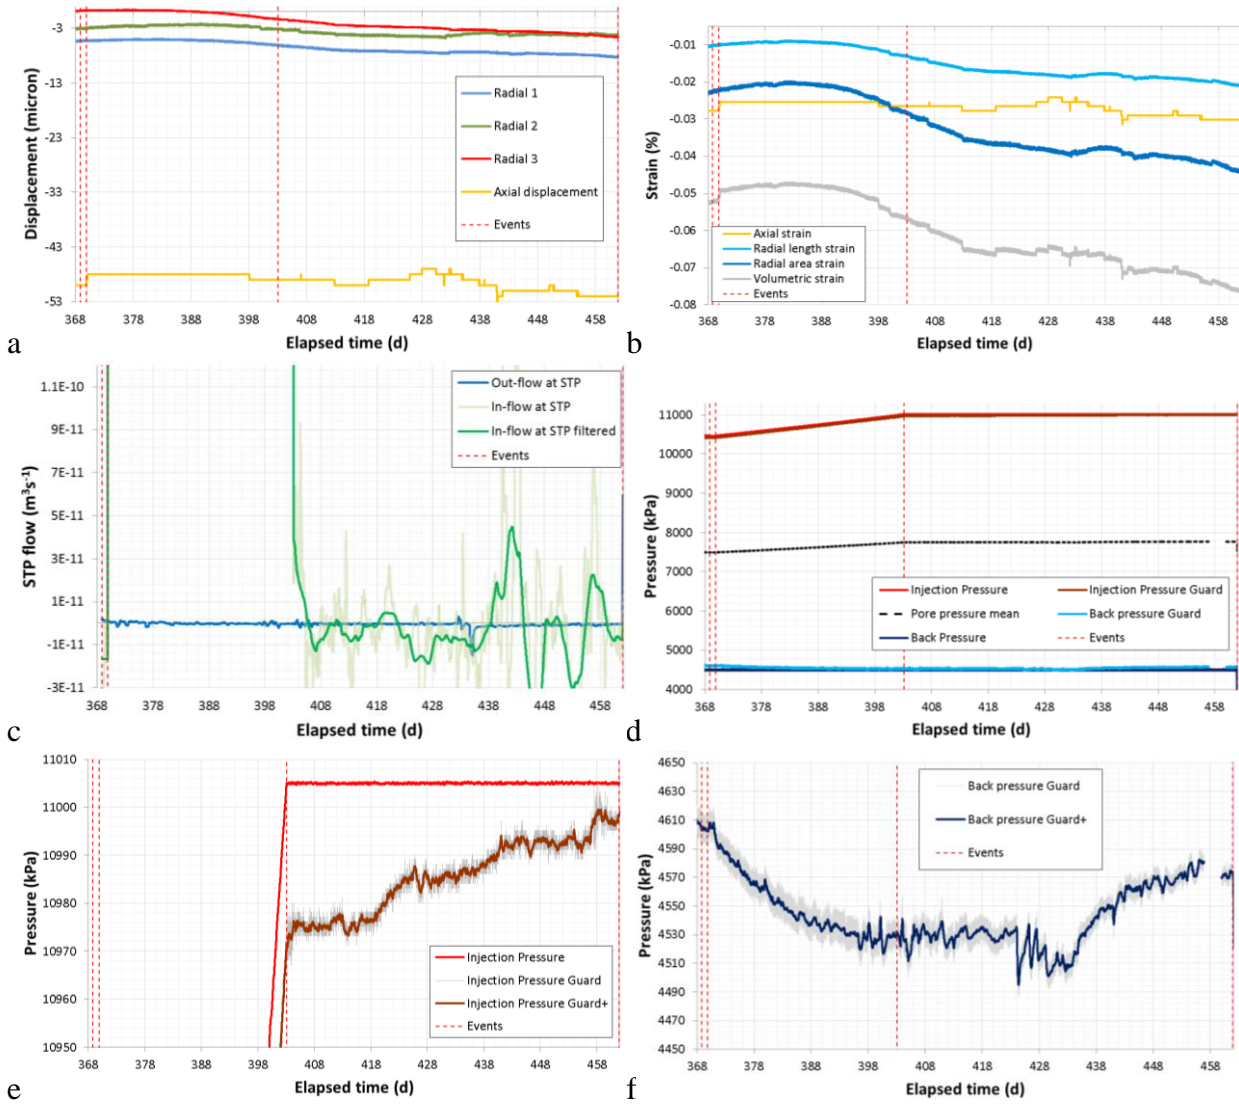 -3
-13
-23
-33
-43
-53
Displacement (micron)
Radial 1
Radial 2
Radial 3
Axial displacement
Events
368 378 388 398 408 418 428 438 448 458
Elapsed time (d)
a
-0.01
-0.02
-0.03
-0.04
-0.05
-0.06
-0.07
-0.08
Strain (%)
Axial strain
Radial length strain
Radial area strain
Volumetric strain
Events
368 378 388 398 408 418 428 438 448 458
Elapsed time (d)
b
1.1E-10
9E-11
7E-11
5E-11
3E-11
1E-11
-1E-11
-3E-11
STP flow (m³s⁻¹)
Out-flow at STP
In-flow at STP
In-flow at STP filtered
Events
368 378 388 398 408 418 428 438 448 458
Elapsed time (d)
c
11000
10000
9000
8000
7000
6000
5000
4000
Pressure (kPa)
Injection Pressure
Injection Pressure Guard
Pore pressure mean
Back pressure Guard
Back Pressure
Events
368 378 388 398 408 418 428 438 448 458
Elapsed time (d)
d
11010
11000
10990
10980
10970
10960
10950
Pressure (kPa)
Injection Pressure
Injection Pressure Guard
Injection Pressure Guard+
Events
368 378 388 398 408 418 428 438 448 458
Elapsed time (d)
e
4650
4630
4610
4590
4570
4550
4530
4510
4490
4470
4450
Pressure (kPa)
Back pressure Guard
Back pressure Guard+
Events
368 378 388 398 408 418 428 438 448 458
Elapsed time (d)
f